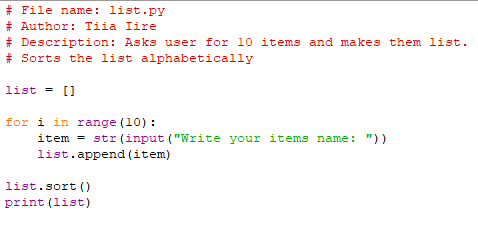 # File name: list.py
# Author: Tiia Iire
# Description: Asks user for 10 items and makes them list.
# Sorts the list alphabetically
list = []
for i in range(10):
    item = str(input("Write your items name: "))
    list.append(item)
list.sort()
print(list)